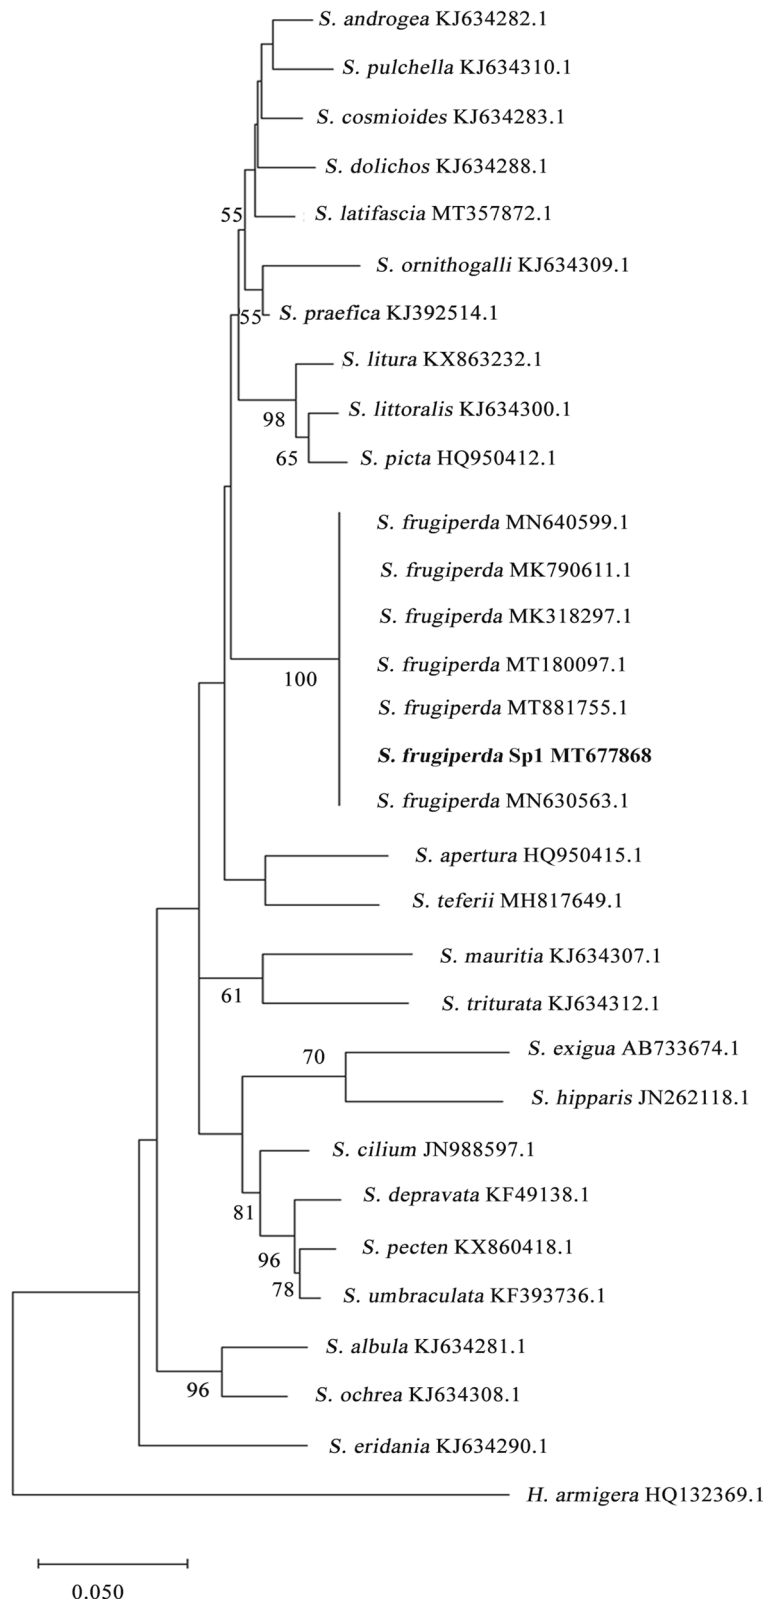 S. androgea KJ634282.1
S. pulchella KJ634310.1
S. cosmioides KJ634283.1
S. dolichos KJ634288.1
55
S. latifascia MT357872.1
S. ornithogalli KJ634309.1
55
S. praefica KJ392514.1
S. litura KX863232.1
S. littoralis KJ634300.1
98
65
S. picta HQ950412.1
S. frugiperda MN640599.1
S. frugiperda MK790611.1
S. frugiperda MK318297.1
S. frugiperda MT180097.1
100
S. frugiperda MT881755.1
S. frugiperda Sp1 MT677868
S. frugiperda MN630563.1
S. apertura HQ950415.1
S. teferii MH817649.1
S. mauritia KJ634307.1
61
S. triturata KJ634312.1
S. exigua AB733674.1
70
S. hipparis JN262118.1
S. cilium JN988597.1
S. depravata KF49138.1
81
S. pecten KX860418.1
96
78
S. umbraculata KF393736.1
S. albula KJ634281.1
96
S. ochrea KJ634308.1
S. eridania KJ634290.1
H. armigera HQ132369.1
0.050